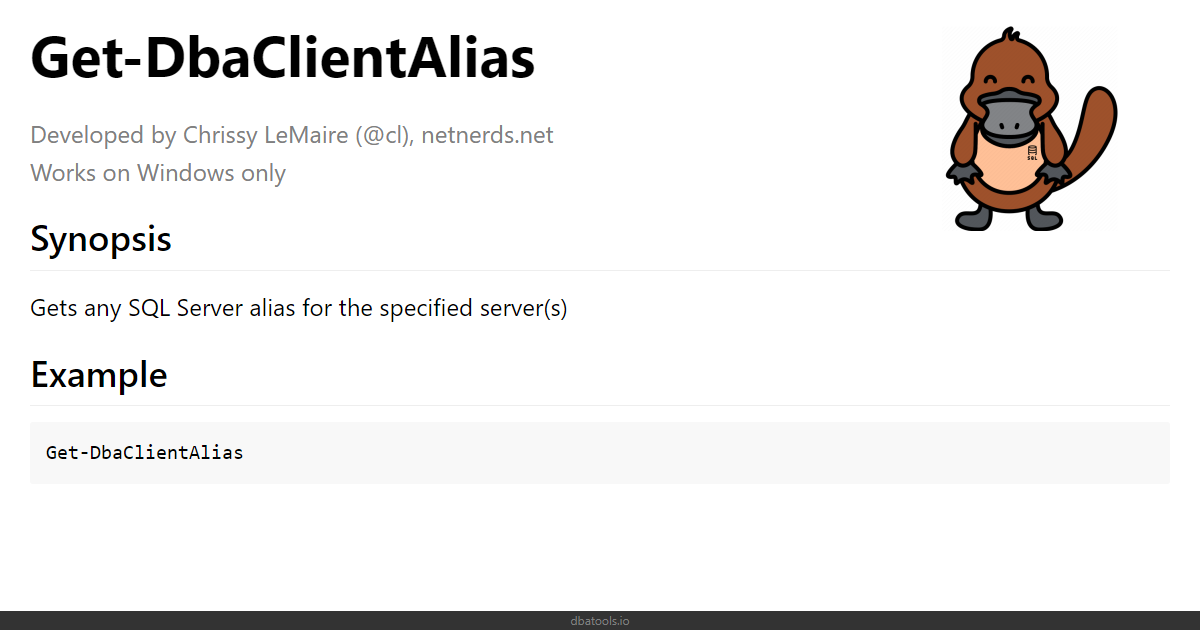 Get-DbaClientAlias
Developed by Chrissy LeMaire (@cl), netnerds.net
Works on Windows only
SQL
Synopsis
Gets any SQL Server alias for the specified server(s)
Example
Get-DbaClientAlias
dbatools.io